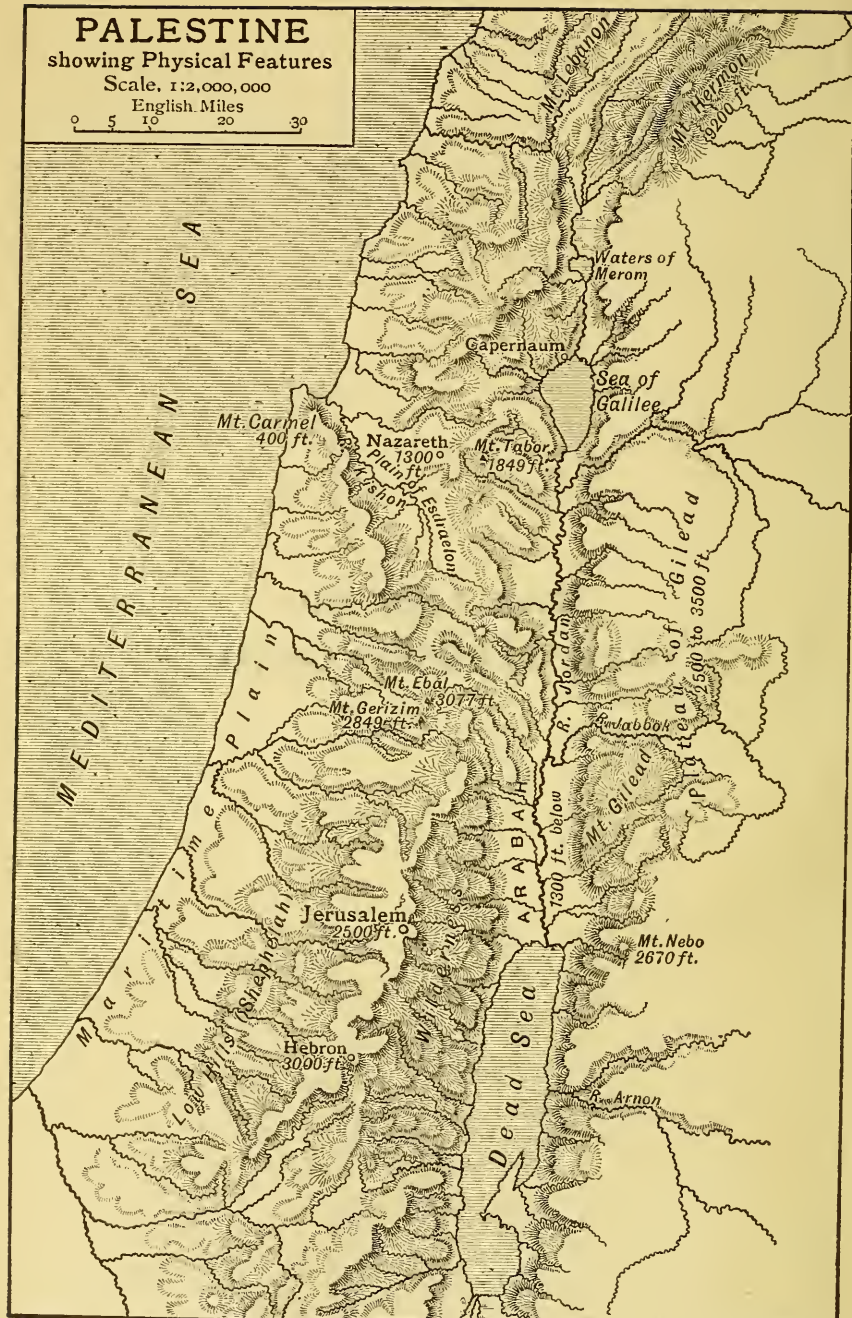 PALESTINE
showing Physical Features
Scale, 1:2,000,000
English Miles
0 5 10 20 30
Mt. Lebanon
Mt. Hermon
9200 ft.
MEDITERRANEAN SEA
Waters of
Merom
Capernaum
Sea of
Galilee
Mt. Carmel
400 ft.
Nazareth
1300
ft.
Mt. Tabor
1849 ft.
Plain of Esdraelon
Kishon
Plateau of Gilead
2500 to 3500 ft.
R. Jordan
Mt. Ebal
3077 ft
Mt. Gerizim
2849 ft.
R. Jabbok
Mt. Gilead
Maritime Plain
ARABAH
1300 ft. below
Jerusalem
2500 ft.
Wilderness
Mt. Nebo
2670 ft.
Low Hills (Shephelah)
Hebron
3000 ft.
Dead Sea
R. Arnon